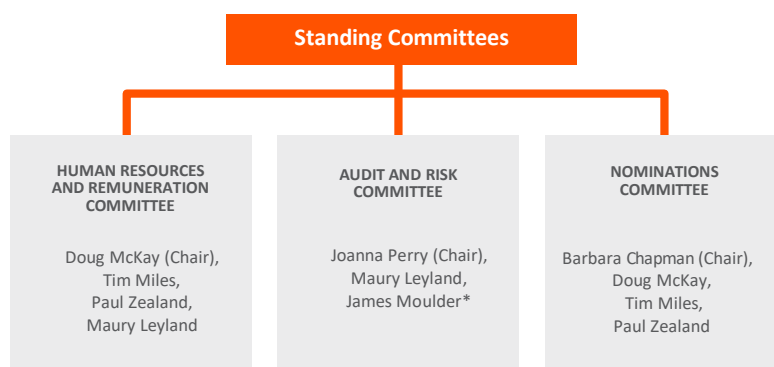 Standing Committees
HUMAN RESOURCES
AND REMUNERATION
COMMITTEE
Doug McKay (Chair),
Tim Miles,
Paul Zealand,
Maury Leyland
AUDIT AND RISK
COMMITTEE
Joanna Perry (Chair),
Maury Leyland,
James Moulder*
NOMINATIONS
COMMITTEE
Barbara Chapman (Chair),
Doug McKay,
Tim Miles,
Paul Zealand